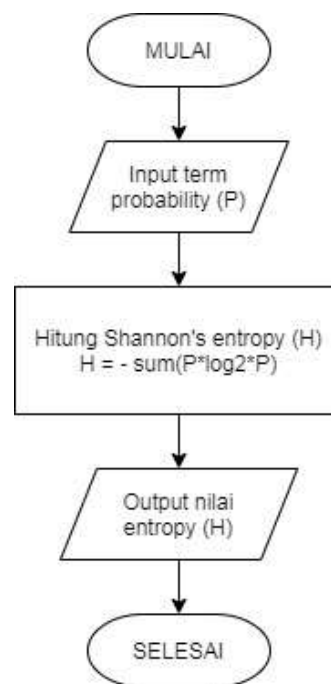 MULAI
Input term
probability (P)
Hitung Shannon's entropy (H)
H = - sum(P*log2*P)
Output nilai
entropy (H)
SELESAI